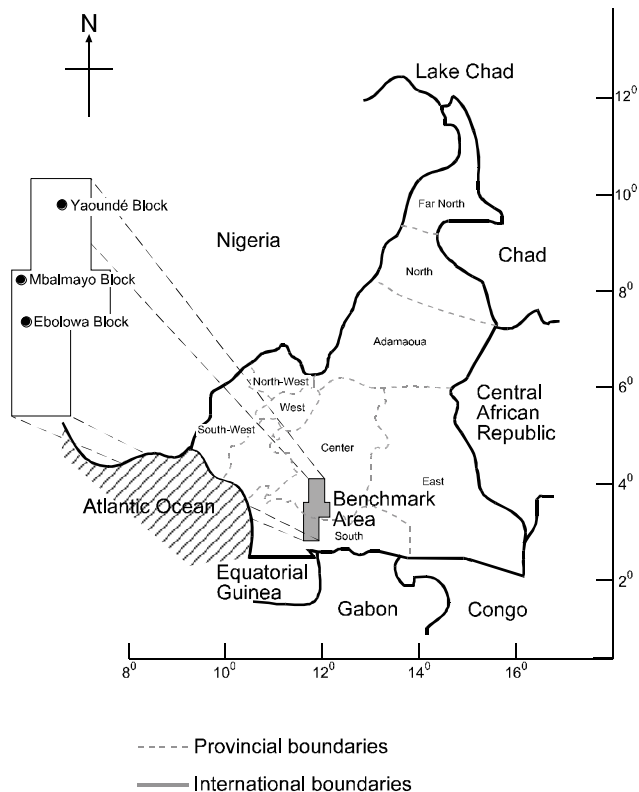 N
Lake Chad
12⁰
10⁰
Far North
Yaoundé Block
Nigeria
Chad
North
Mbalmayo Block
8⁰
Ebolowa Block
Adamaoua
North-West
6⁰
Central
African
Republic
West
South-West
Center
East
4⁰
Atlantic Ocean
Benchmark
Area
South
Equatorial
Guinea
2⁰
Gabon
Congo
8⁰ 10⁰ 12⁰ 14⁰ 16⁰
Provincial boundaries
International boundaries